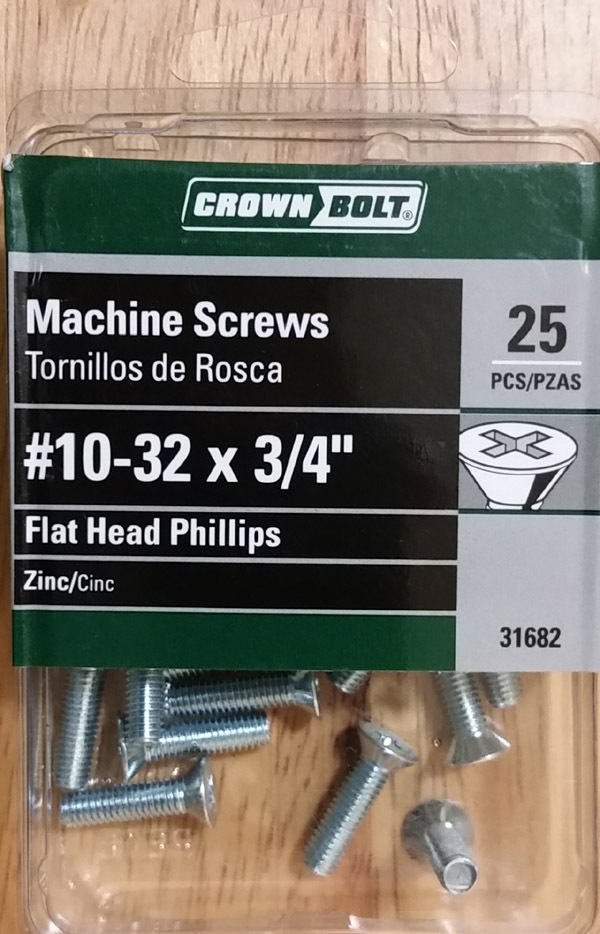 CROWN BOLT®
Machine Screws
Tornillos de Rosca
25
PCS/PZAS
#10-32 x 3/4"
Flat Head Phillips
Zinc/Cinc
31682